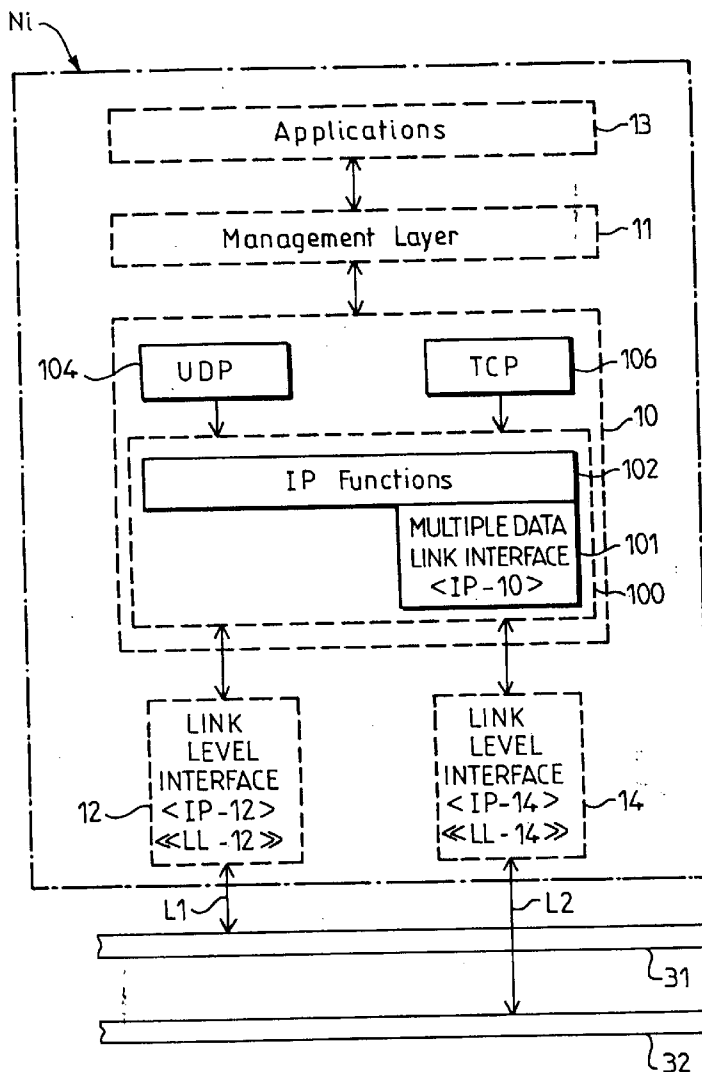 Ni
Applications
13
Management Layer
11
104
UDP
TCP
106
10
IP Functions
102
MULTIPLE DATA
LINK INTERFACE
<IP-10>
101
100
LINK
LEVEL
INTERFACE
<IP-12>
≪LL-12≫
12
LINK
LEVEL
INTERFACE
<IP-14>
≪LL-14≫
14
L1
L2
31
32